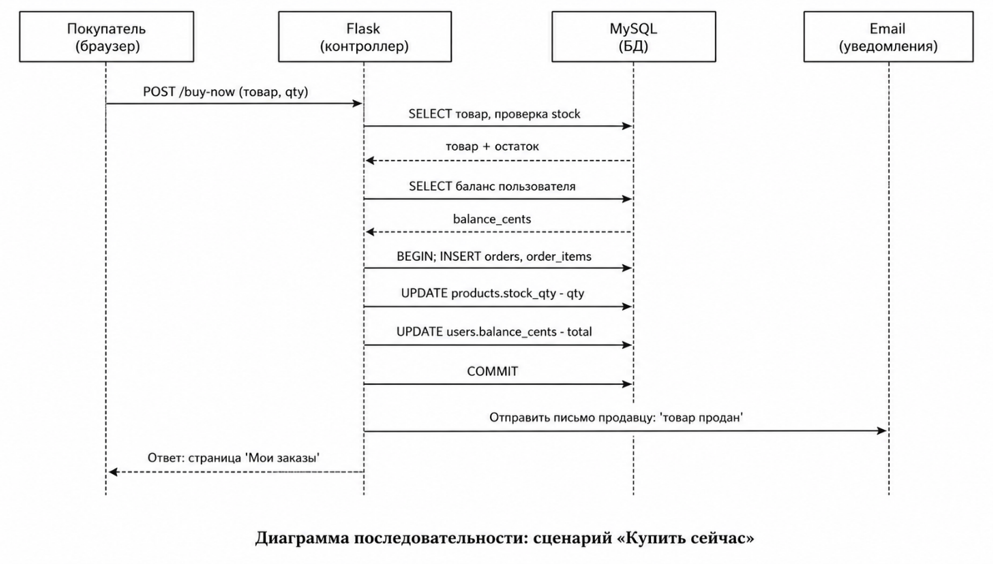 Покупатель
(браузер)
Flask
(контроллер)
MySQL
(БД)
Email
(уведомления)
POST /buy-now (товар, qty)
SELECT товар, проверка stock
товар + остаток
SELECT баланс пользователя
balance_cents
BEGIN; INSERT orders, order_items
UPDATE products.stock_qty - qty
UPDATE users.balance_cents - total
COMMIT
Отправить письмо продавцу: 'товар продан'
Ответ: страница 'Мои заказы'
Диаграмма последовательности: сценарий «Купить сейчас»